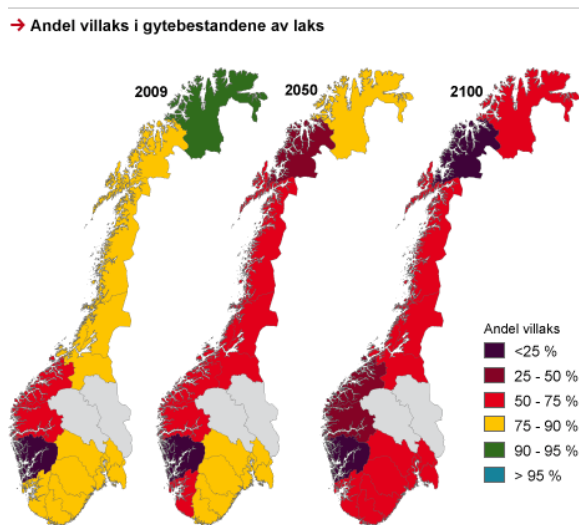 → Andel villaks i gytebestandene av laks
2009
2050
2100
Andel villaks
<25 %
25 - 50 %
50 - 75 %
75 - 90 %
90 - 95 %
> 95 %